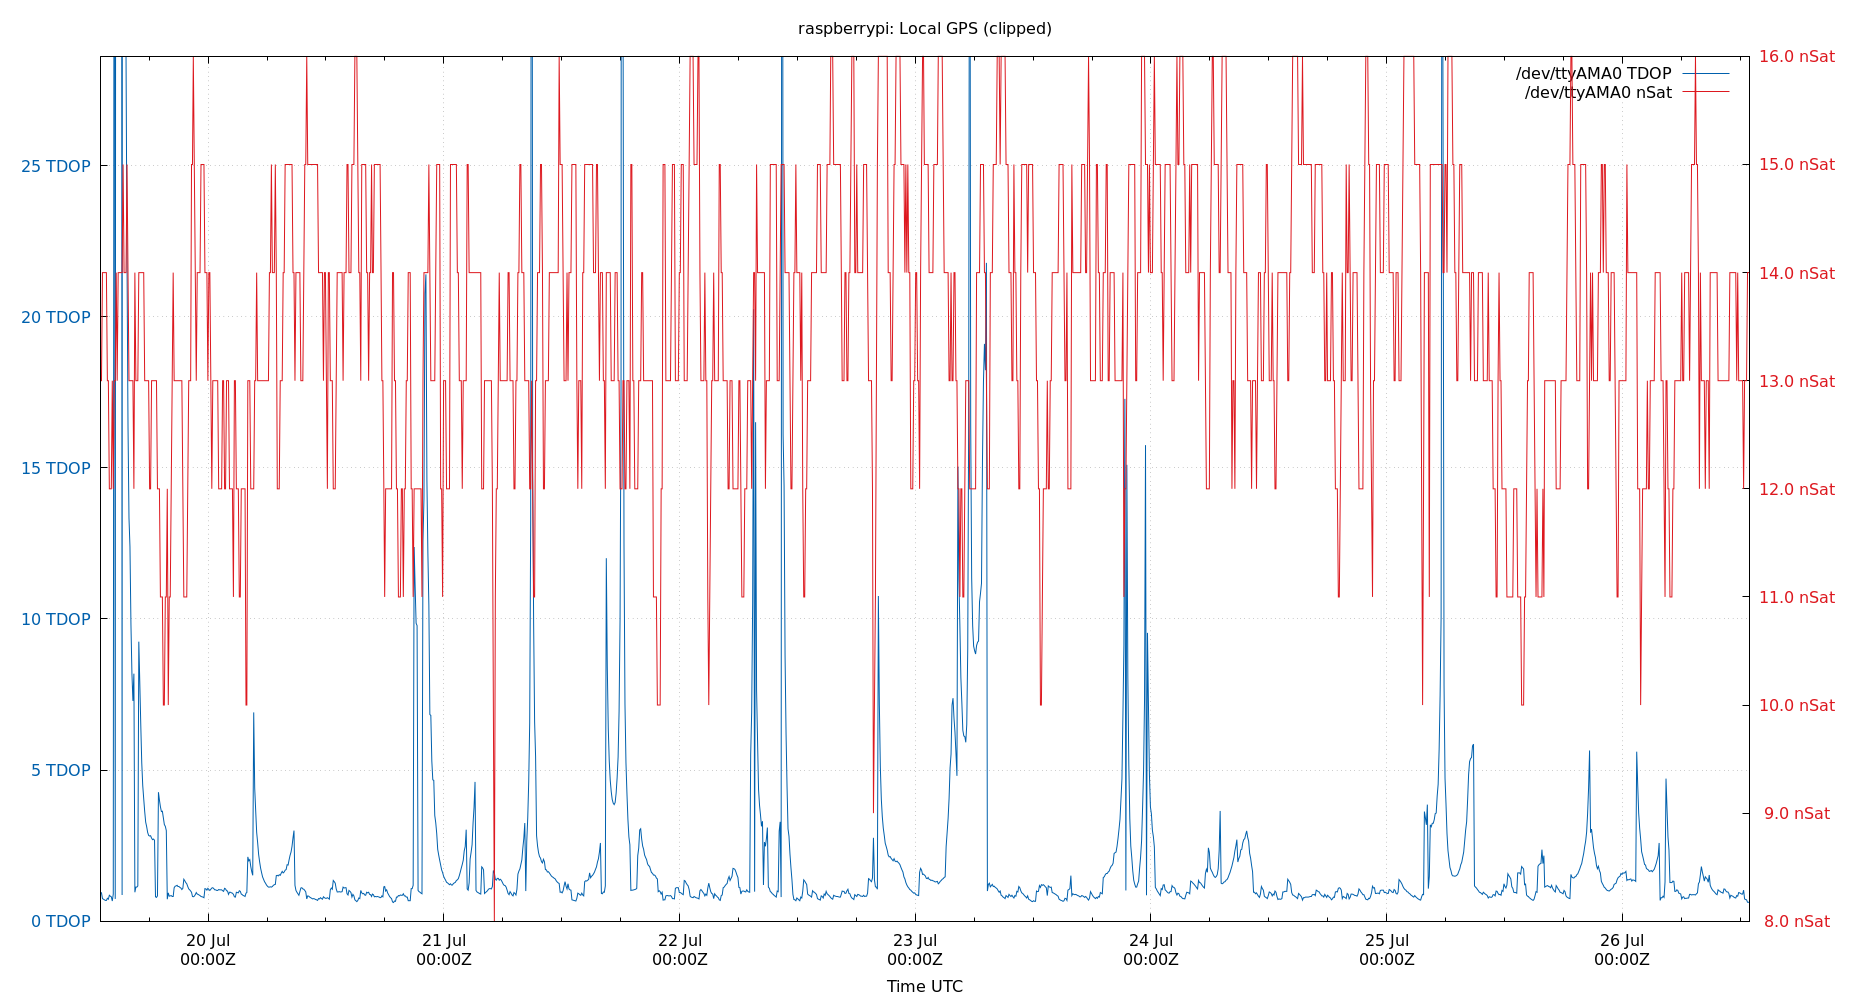 raspberrypi: Local GPS (clipped)
/dev/ttyAMA0 TDOP
/dev/ttyAMA0 nSat
25 TDOP
20 TDOP
15 TDOP
10 TDOP
5 TDOP
0 TDOP
16.0 nSat
15.0 nSat
14.0 nSat
13.0 nSat
12.0 nSat
11.0 nSat
10.0 nSat
9.0 nSat
8.0 nSat
20 Jul
00:00Z
21 Jul
00:00Z
22 Jul
00:00Z
23 Jul
00:00Z
24 Jul
00:00Z
25 Jul
00:00Z
26 Jul
00:00Z
Time UTC